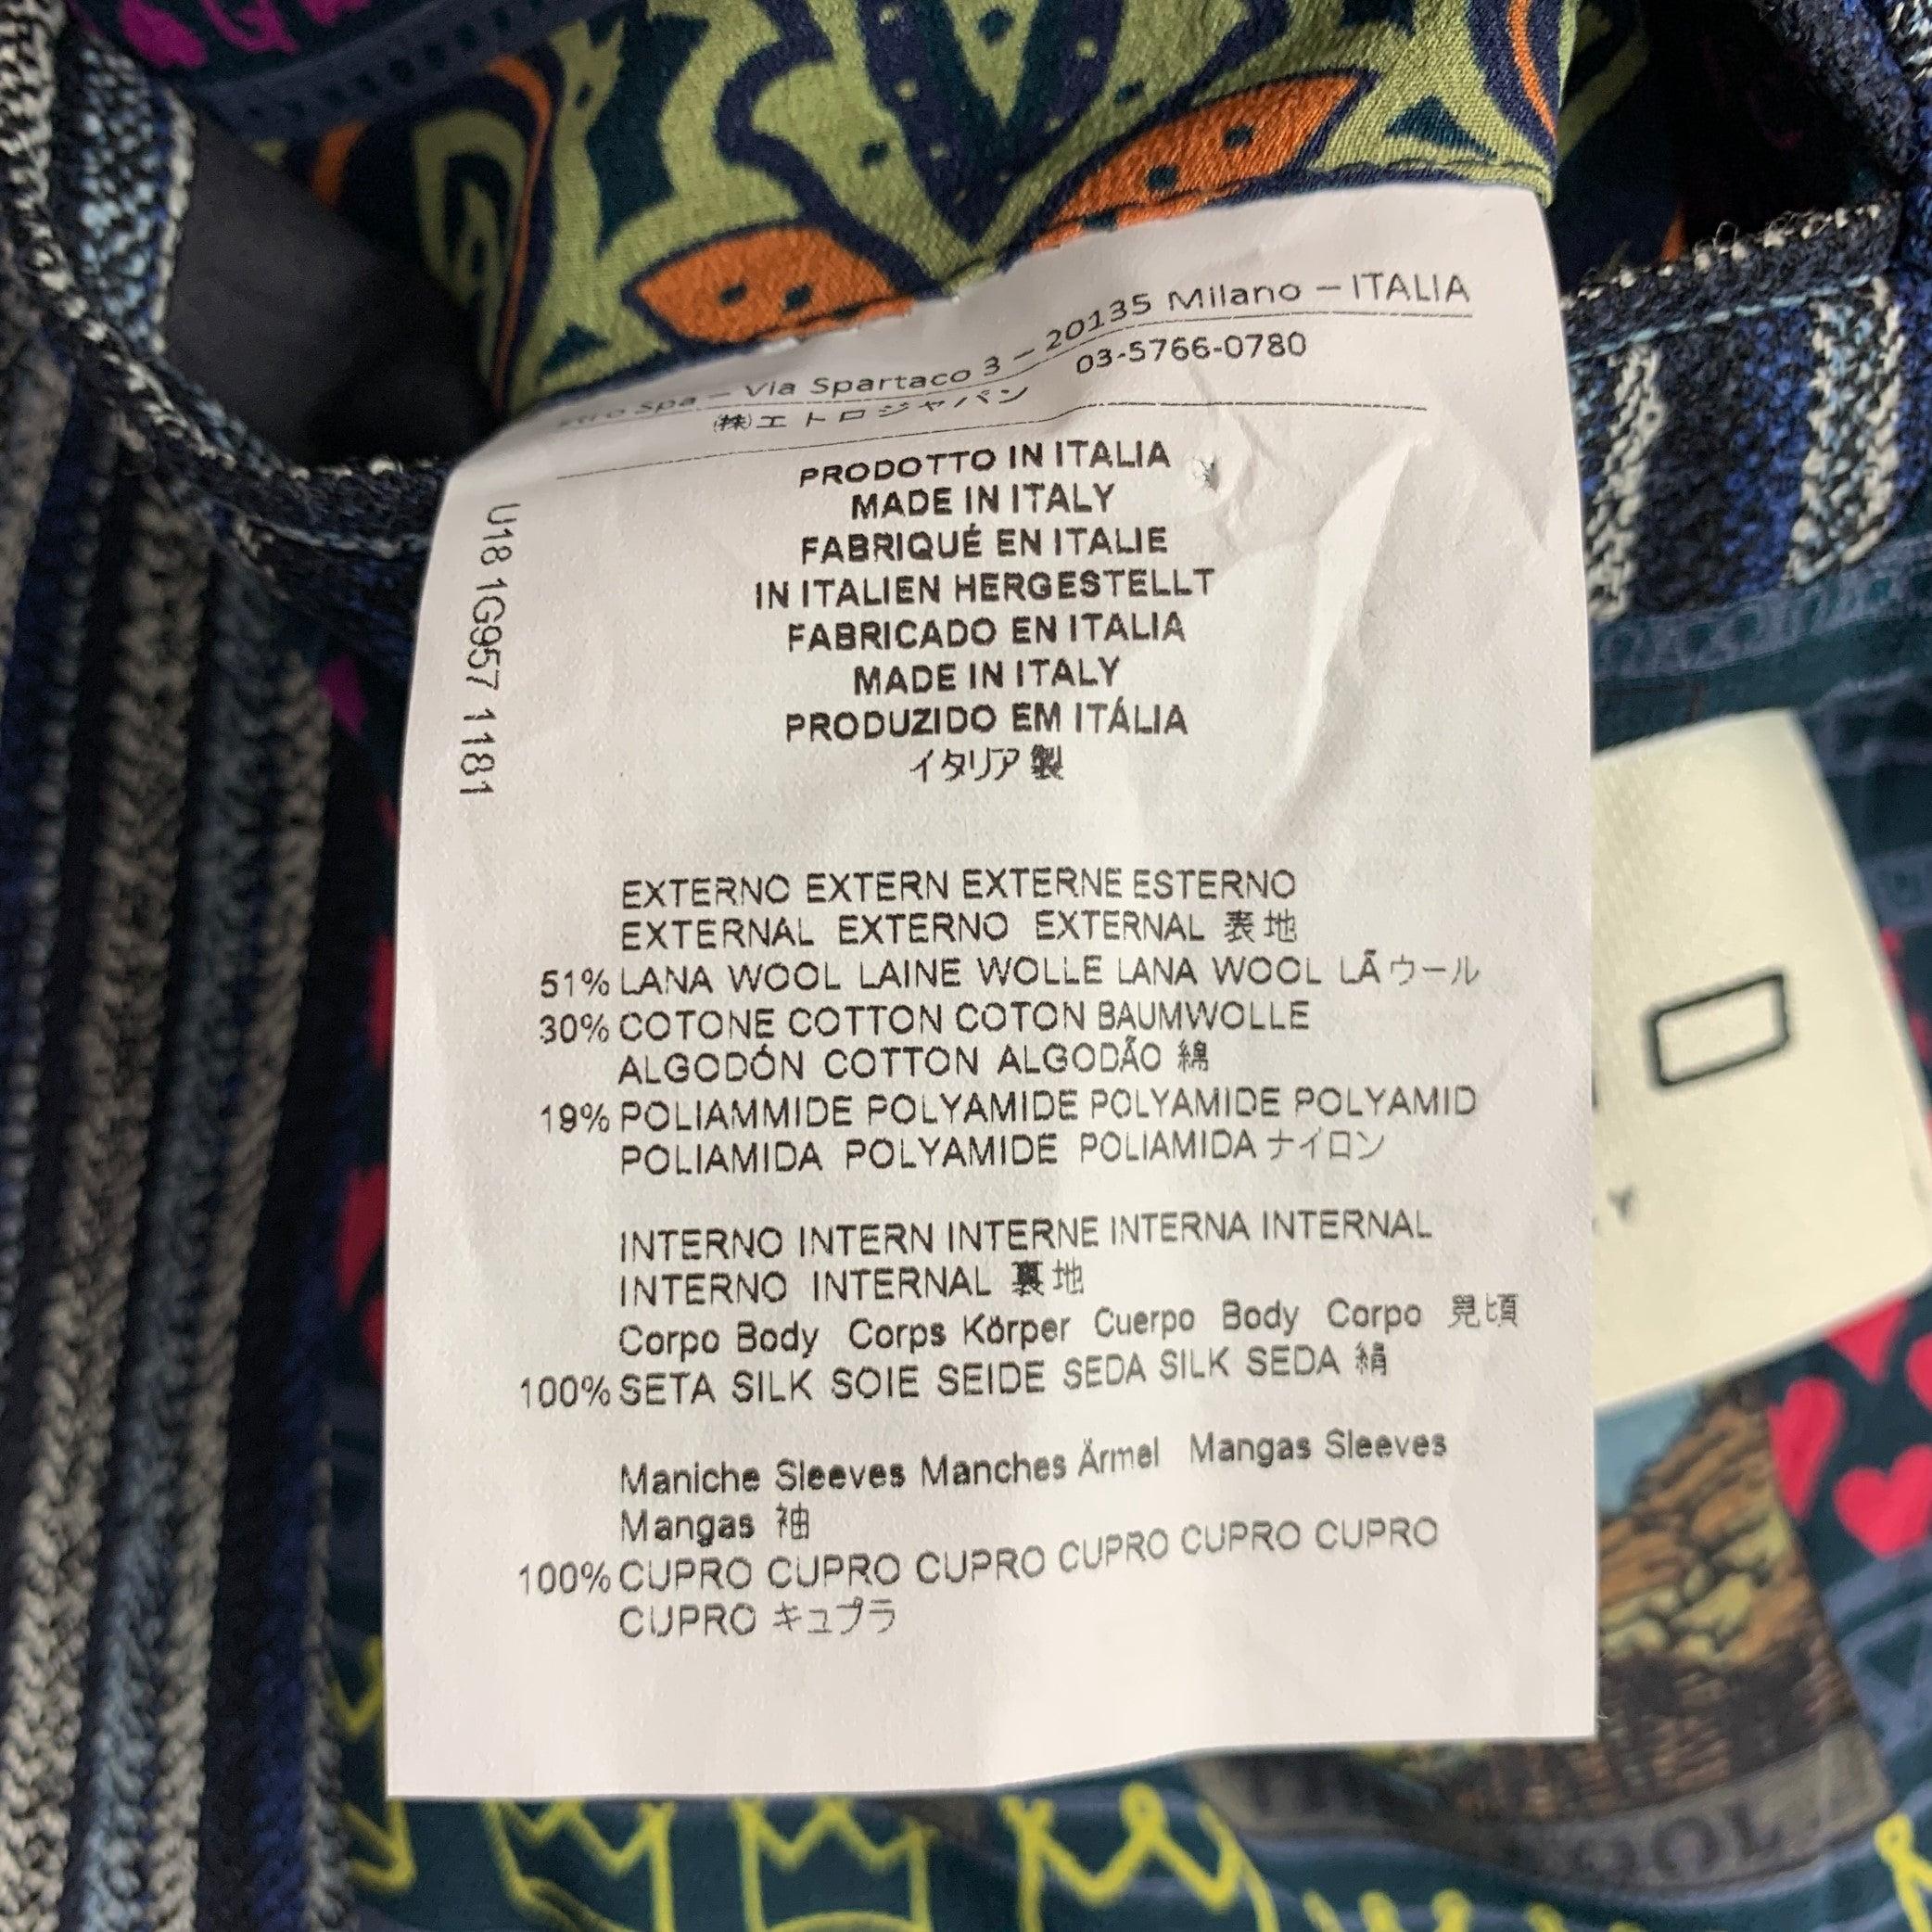 Etro Spa – Via Spartaco 3 – 20135 Milano – ITALIA
㈱エトロジャパン 03-5766-0780
PRODOTTO IN ITALIA
MADE IN ITALY
FABRIQUÉ EN ITALIE
IN ITALIEN HERGESTELLT
FABRICADO EN ITALIA
MADE IN ITALY
PRODUZIDO EM ITÁLIA
イタリア製
U18 1G957 1181
EXTERNO EXTERN EXTERNE ESTERNO
EXTERNAL EXTERNO EXTERNAL 表地
51% LANA WOOL LAINE WOLLE LANA WOOL LÃ ウール
30% COTONE COTTON COTON BAUMWOLLE
ALGODÓN COTTON ALGODÃO 綿
19% POLIAMMIDE POLYAMIDE POLYAMIDE POLYAMID
POLIAMIDA POLYAMIDE POLIAMIDA ナイロン
INTERNO INTERN INTERNE INTERNA INTERNAL
INTERNO INTERNAL 裏地
Corpo Body Corps Körper Cuerpo Body Corpo 見頃
100% SETA SILK SOIE SEIDE SEDA SILK SEDA 絹
Maniche Sleeves Manches Ärmel Mangas Sleeves
Mangas 袖
100% CUPRO CUPRO CUPRO CUPRO CUPRO CUPRO
CUPRO キュプラ